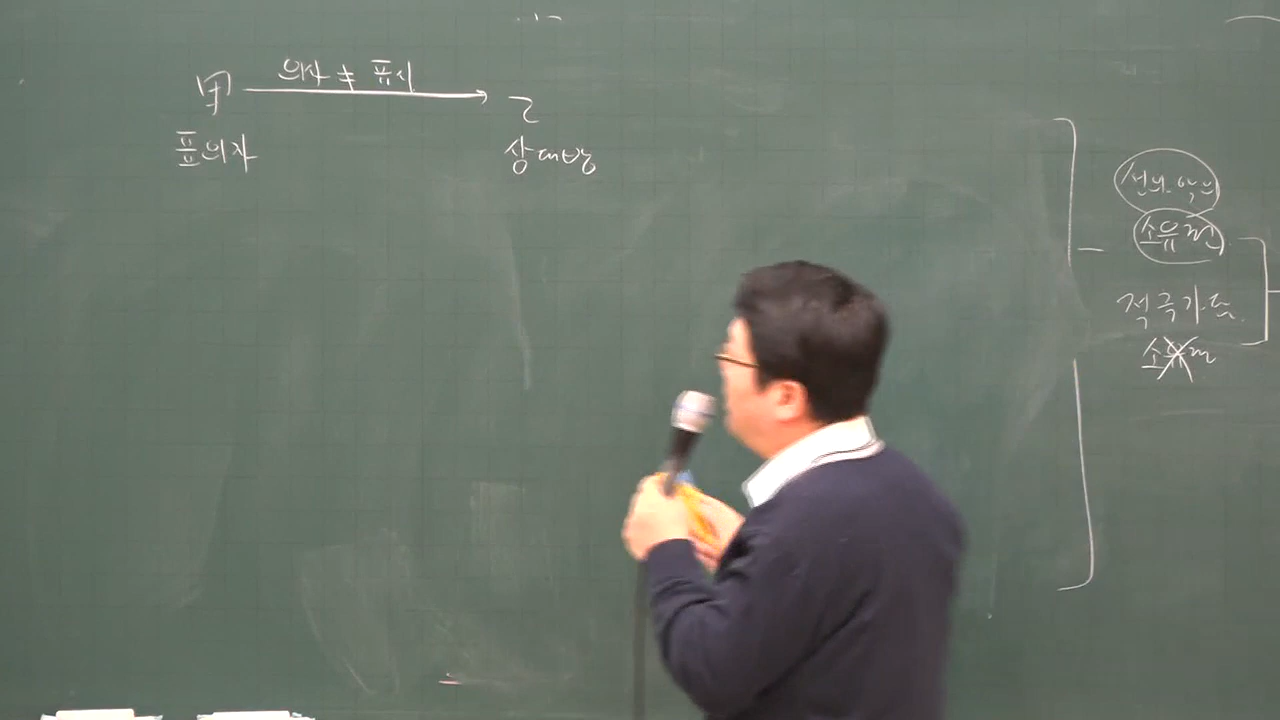 甲 의사 ≠ 표시 → 乙
표의자 상대방
선의·악의
소유권
적극가담
소유권